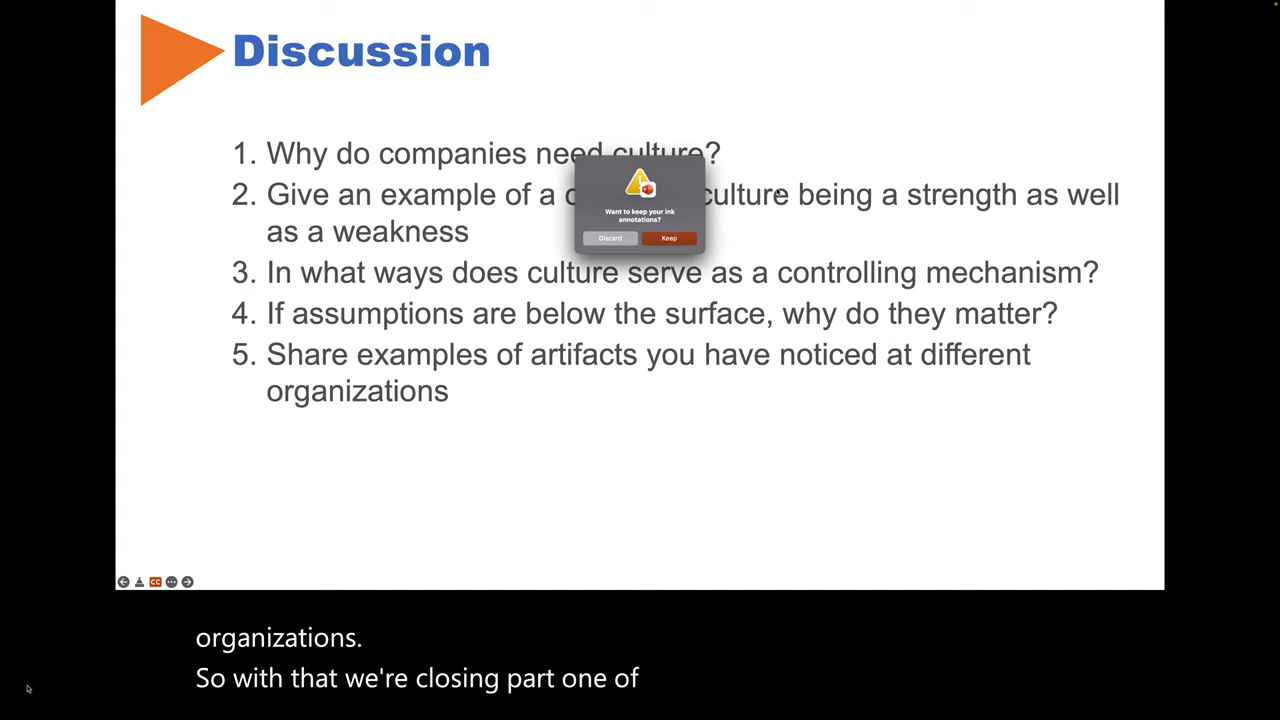 Discussion
1. Why do companies need culture?
2. Give an example of a c culture being a strength as well
as a weakness
3. In what ways does culture serve as a controlling mechanism?
4. If assumptions are below the surface, why do they matter?
5. Share examples of artifacts you have noticed at different
organizations
Want to keep your ink
annotations?
Discard Keep
CC
organizations.
So with that we're closing part one of